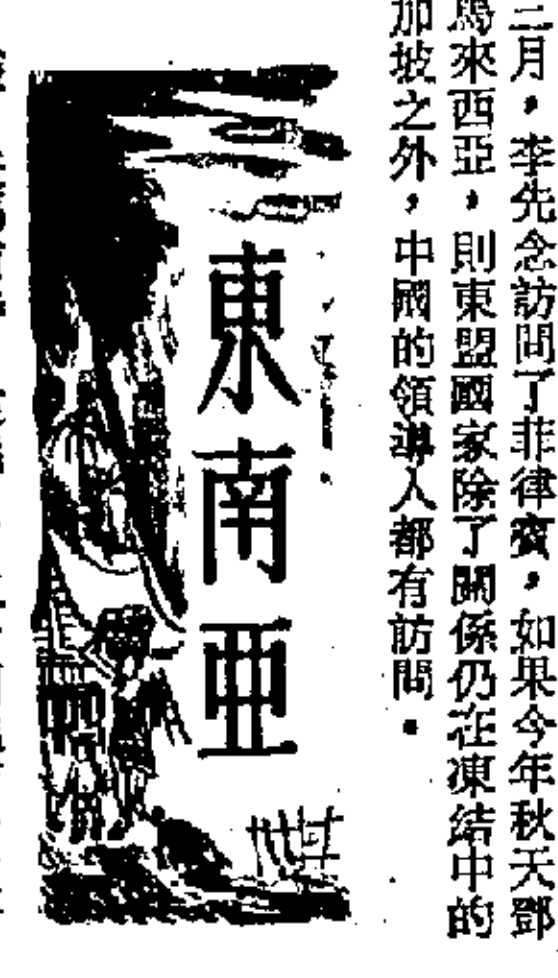 三月，李先念訪問了菲律賓，如果今年秋天鄧
馬來西亞，則東盟國家除了關係仍在凍結中的
加坡之外，中國的領導人都有訪問．
東南亞